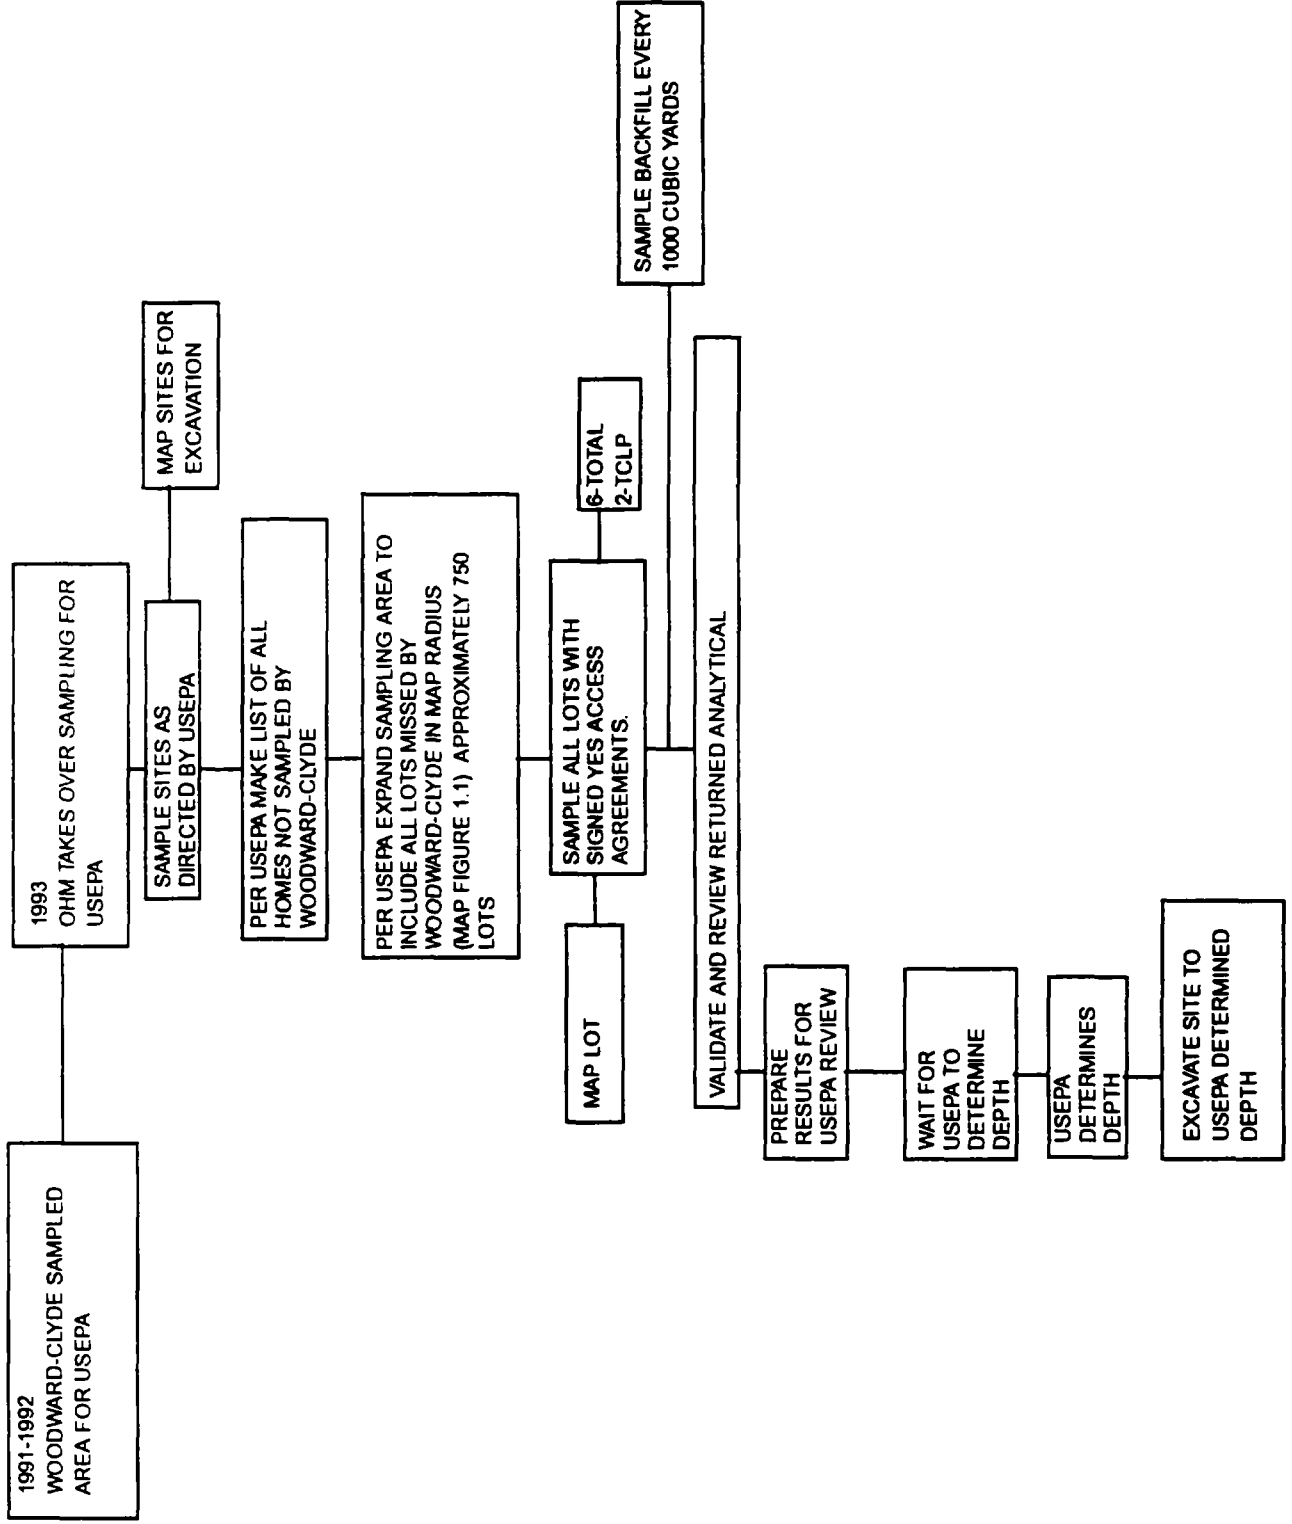 1991-1992
WOODWARD-CLYDE SAMPLED
AREA FOR USEPA
1993
OHM TAKES OVER SAMPLING FOR
USEPA
SAMPLE SITES AS
DIRECTED BY USEPA
MAP SITES FOR
EXCAVATION
PER USEPA MAKE LIST OF ALL
HOMES NOT SAMPLED BY
WOODWARD-CLYDE
PER USEPA EXPAND SAMPLING AREA TO
INCLUDE ALL LOTS MISSED BY
WOODWARD-CLYDE IN MAP RADIUS
(MAP FIGURE 1.1) APPROXIMATELY 750
LOTS
MAP LOT
SAMPLE ALL LOTS WITH
SIGNED YES ACCESS
AGREEMENTS.
6-TOTAL
2-TCLP
SAMPLE BACKFILL EVERY
1000 CUBIC YARDS
VALIDATE AND REVIEW RETURNED ANALYTICAL
PREPARE
RESULTS FOR
USEPA REVIEW
WAIT FOR
USEPA TO
DETERMINE
DEPTH
USEPA
DETERMINES
DEPTH
EXCAVATE SITE TO
USEPA DETERMINED
DEPTH